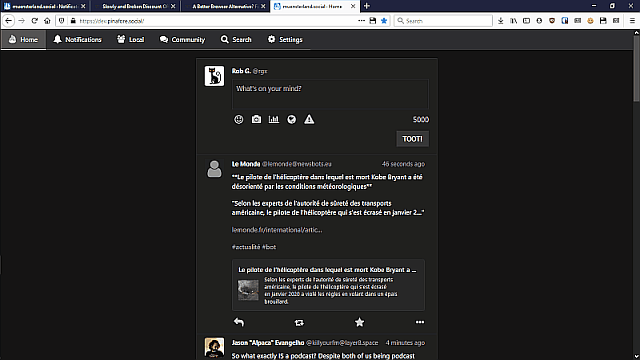 maunsterland.social - Notificati
Slowly and Broken Discount C
A Better Browser Alternative? F
maunsterland.social - Home
https://dev.pinafore.social/
Search
Home
Notifications
Local
Community
Search
Settings
Rob G. @rgx
What's on your mind?
5000
TOOT!
Le Monde @lemonde@newsbots.eu
46 seconds ago
**Le pilote de l'hélicoptère dans lequel est mort Kobe Bryant a été
désorienté par les conditions météorologiques**
"Selon les experts de l'autorité de sûreté des transports
américaine, le pilote de l'hélicoptère qui s'est écrasé en janvier 2..."
lemonde.fr/international/artic...
#actualité #bot
Le pilote de l'hélicoptère dans lequel est mort Kobe Bryant a ...
Selon les experts de l'autorité de sûreté des transports
américaine, le pilote de l'hélicoptère qui s'est écrasé
en janvier 2020 a violé les règles en volant dans un épais
brouillard.
Jason "Alpaca" Evangelho @killyourfm@layer8.space
4 minutes ago
So what exactly IS a podcast? Despite both of us being podcast